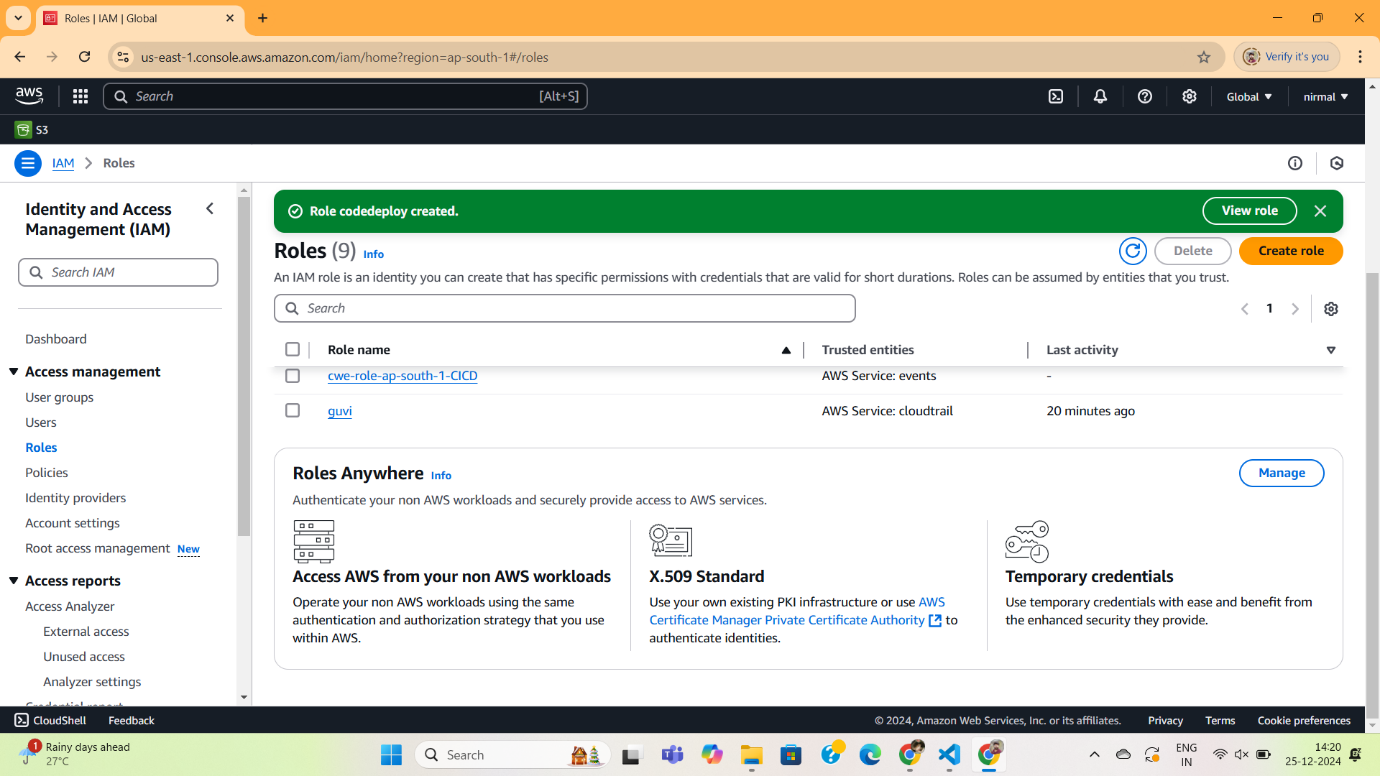 Roles | IAM | Global
us-east-1.console.aws.amazon.com/iam/home?region=ap-south-1#/roles
Verify it's you
aws
Search
[Alt+S]
Global
nirmal
S3
IAM
Roles
Identity and Access
Management (IAM)
Search IAM
Dashboard
Access management
User groups
Users
Roles
Policies
Identity providers
Account settings
Root access management New
Access reports
Access Analyzer
External access
Unused access
Analyzer settings
Credential report
Role codedeploy created.
View role
Roles (9) Info
Delete
Create role
An IAM role is an identity you can create that has specific permissions with credentials that are valid for short durations. Roles can be assumed by entities that you trust.
Search
1
Role name
Trusted entities
Last activity
cwe-role-ap-south-1-CICD
AWS Service: events
-
guvi
AWS Service: cloudtrail
20 minutes ago
Roles Anywhere Info
Manage
Authenticate your non AWS workloads and securely provide access to AWS services.
Access AWS from your non AWS workloads
Operate your non AWS workloads using the same
authentication and authorization strategy that you use
within AWS.
X.509 Standard
Use your own existing PKI infrastructure or use AWS
Certificate Manager Private Certificate Authority to
authenticate identities.
Temporary credentials
Use temporary credentials with ease and benefit from
the enhanced security they provide.
CloudShell
Feedback
© 2024, Amazon Web Services, Inc. or its affiliates.
Privacy
Terms
Cookie preferences
1
Rainy days ahead
27°C
Search
ENG
IN
14:20
25-12-2024